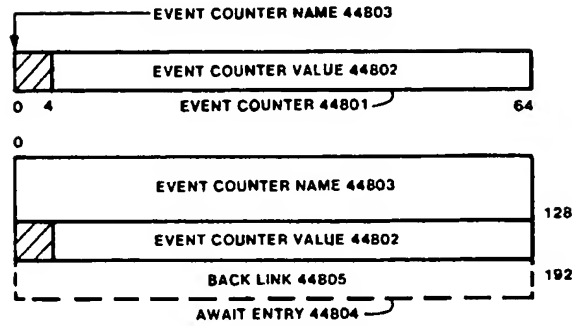 EVENT COUNTER NAME 44803
EVENT COUNTER VALUE 44802
0 4 EVENT COUNTER 44801 64
0
EVENT COUNTER NAME 44803
128
EVENT COUNTER VALUE 44802
192
BACK LINK 44805
AWAIT ENTRY 44804